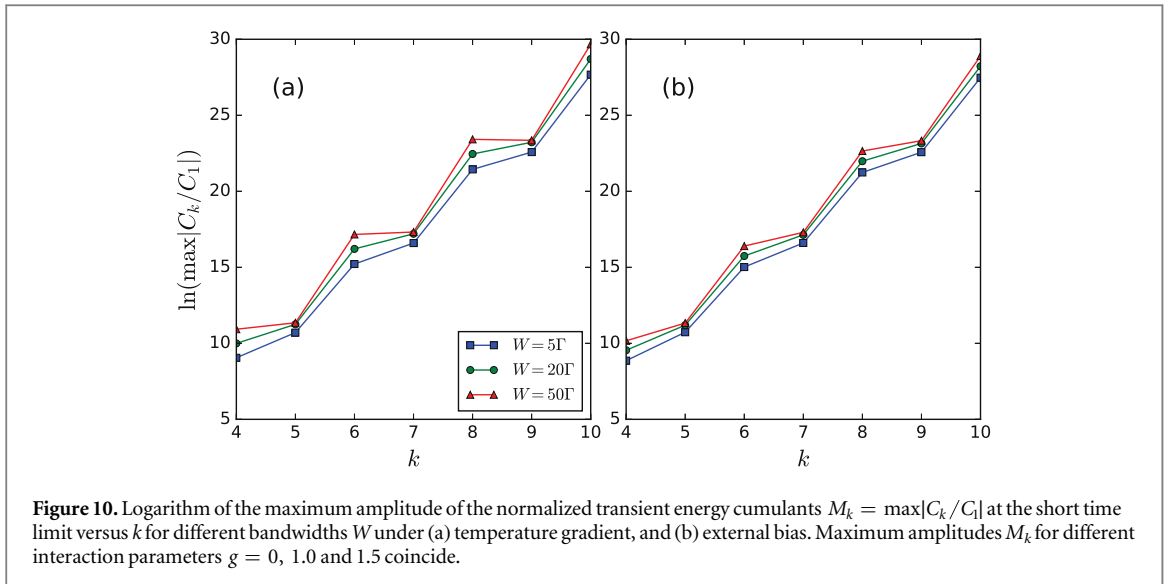 30
25
20
15
10
5
ln(max|C_k/C_1|)
(a)
W = 5Γ
W = 20Γ
W = 50Γ
4 5 6 7 8 9 10
k
30
25
20
15
10
5
(b)
4 5 6 7 8 9 10
k
Figure 10. Logarithm of the maximum amplitude of the normalized transient energy cumulants M_k = max|C_k/C_1| at the short time
limit versus k for different bandwidths W under (a) temperature gradient, and (b) external bias. Maximum amplitudes M_k for different
interaction parameters g = 0, 1.0 and 1.5 coincide.